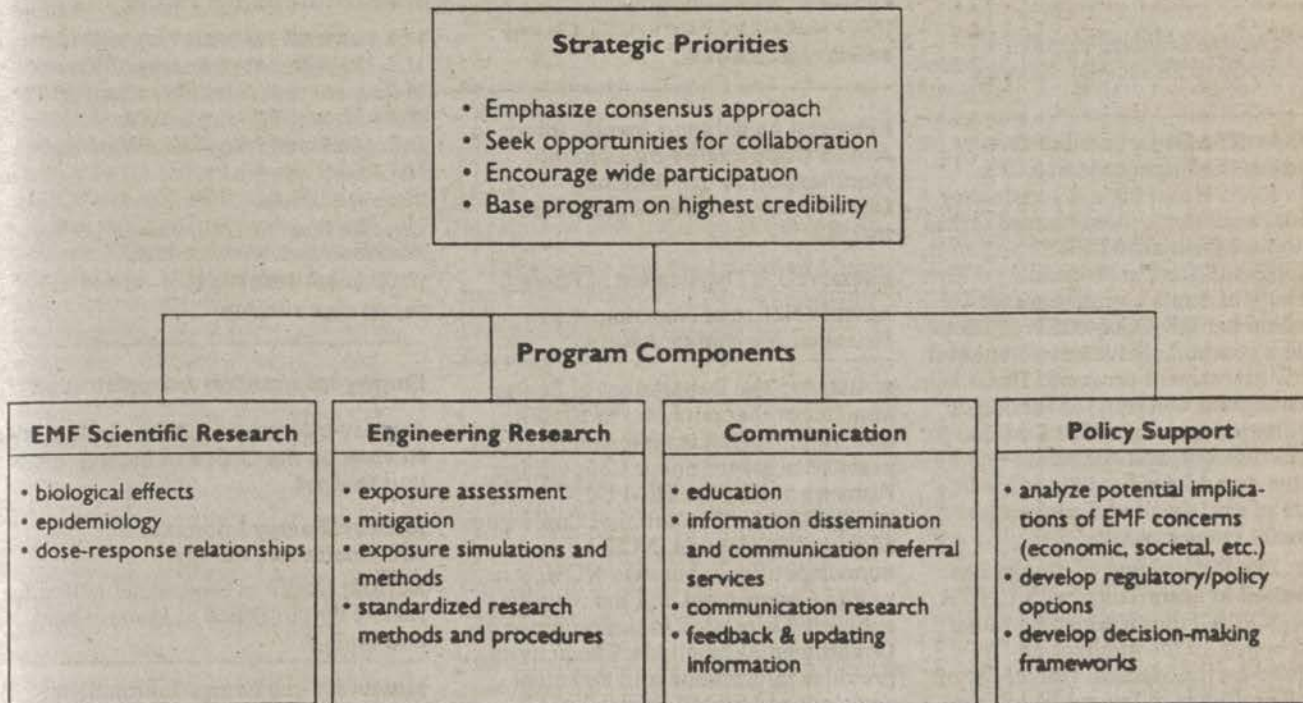 Strategic Priorities
• Emphasize consensus approach
• Seek opportunities for collaboration
• Encourage wide participation
• Base program on highest credibility
Program Components
EMF Scientific Research
• biological effects
• epidemiology
• dose-response relationships
Engineering Research
• exposure assessment
• mitigation
• exposure simulations and
methods
• standardized research
methods and procedures
Communication
• education
• information dissemination
and communication referral
services
• communication research
• feedback & updating
information
Policy Support
• analyze potential implica-
tions of EMF concerns
(economic, societal, etc.)
• develop regulatory/policy
options
• develop decision-making
frameworks